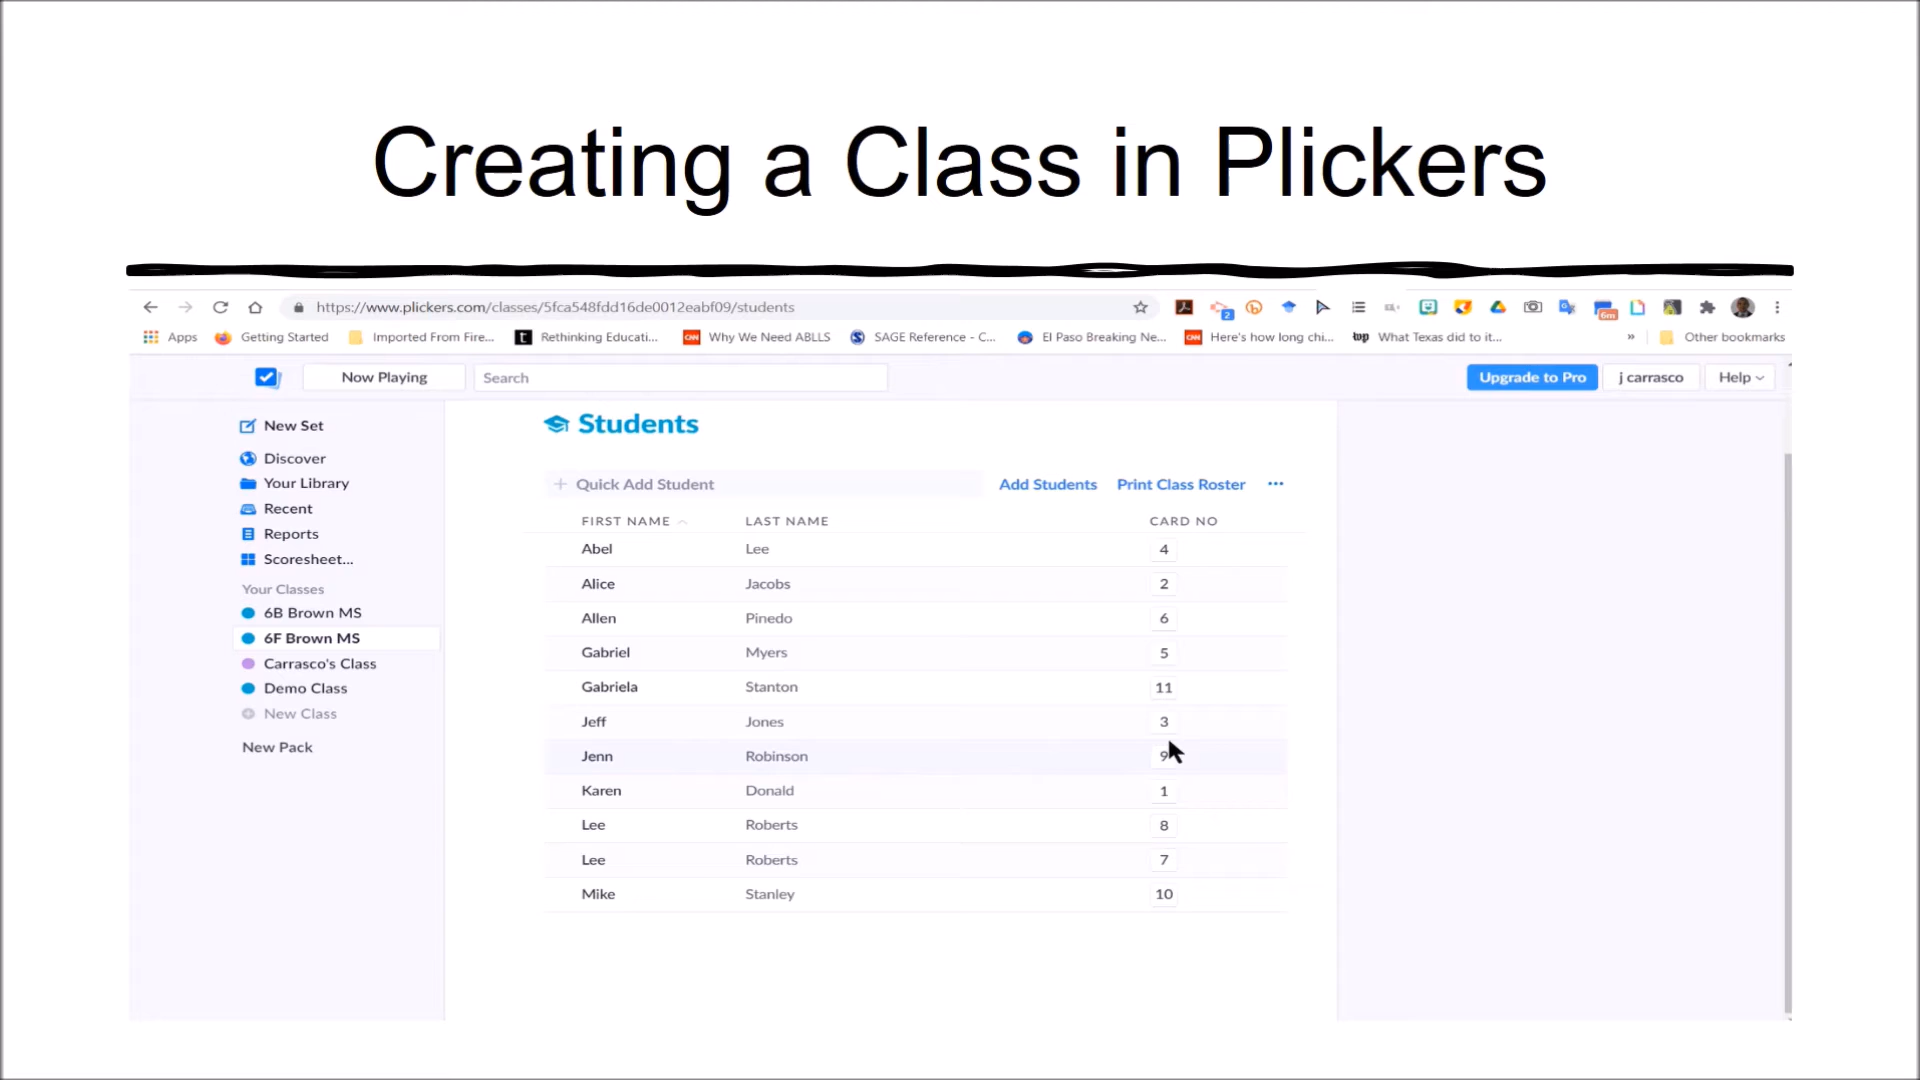 Creating a Class in Plickers
https://www.plickers.com/classes/5fca548fdd16de0012eabf09/students
Apps Getting Started Imported From Fire... Rethinking Educati... Why We Need ABLLS SAGE Reference - C... El Paso Breaking Ne... Here's how long chi... What Texas did to it... » Other bookmarks
Now Playing Search Upgrade to Pro j carrasco Help
New Set
Discover
Your Library
Recent
Reports
Scoresheet...
Your Classes
6B Brown MS
6F Brown MS
Carrasco's Class
Demo Class
New Class
New Pack
Students
Quick Add Student Add Students Print Class Roster ...
FIRST NAME LAST NAME CARD NO
Abel Lee 4
Alice Jacobs 2
Allen Pinedo 6
Gabriel Myers 5
Gabriela Stanton 11
Jeff Jones 3
Jenn Robinson 9
Karen Donald 1
Lee Roberts 8
Lee Roberts 7
Mike Stanley 10